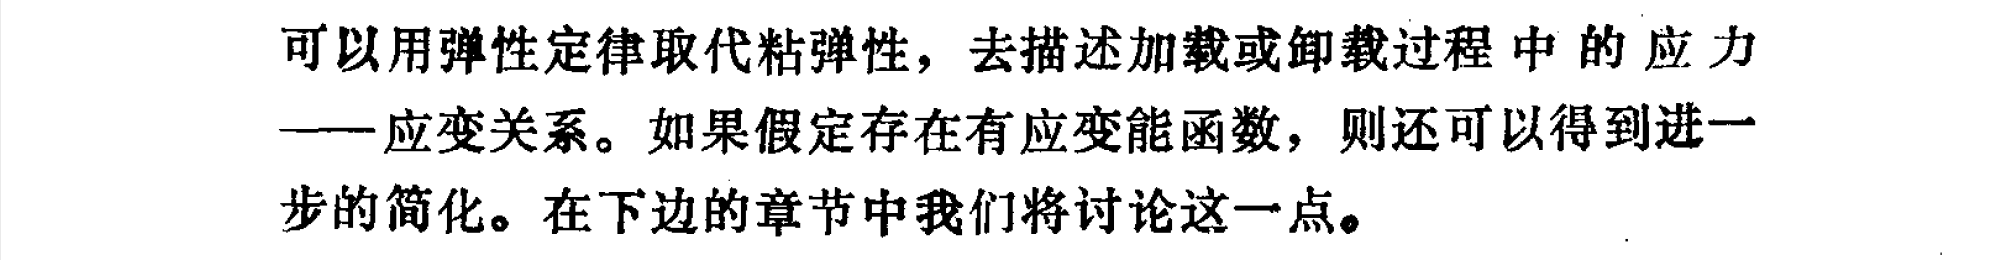 可以用弹性定律取代粘弹性，去描述加载或卸载过程中的应力
——应变关系。如果假定存在有应变能函数，则还可以得到进一
步的简化。在下边的章节中我们将讨论这一点。